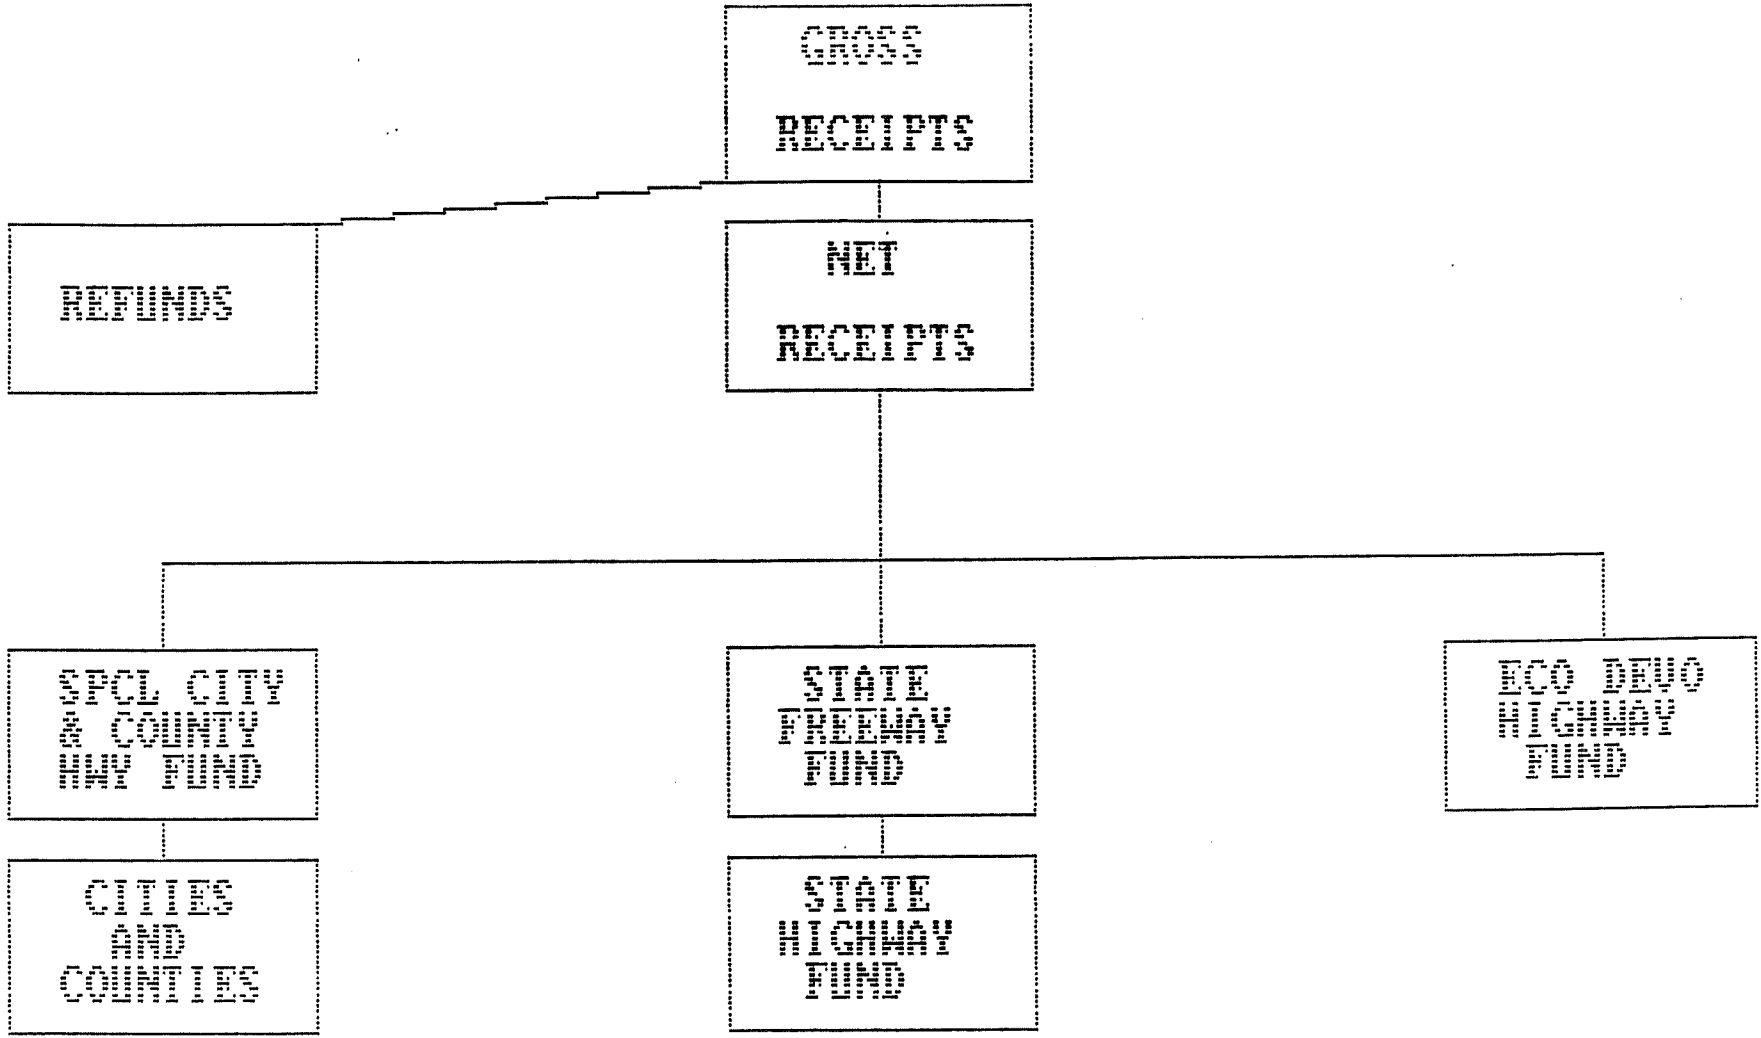 GROSS
RECEIPTS
REFUNDS
NET
RECEIPTS
SPCL CITY
& COUNTY
HWY FUND
STATE
FREEWAY
FUND
ECO DEVO
HIGHWAY
FUND
CITIES
AND
COUNTIES
STATE
HIGHWAY
FUND